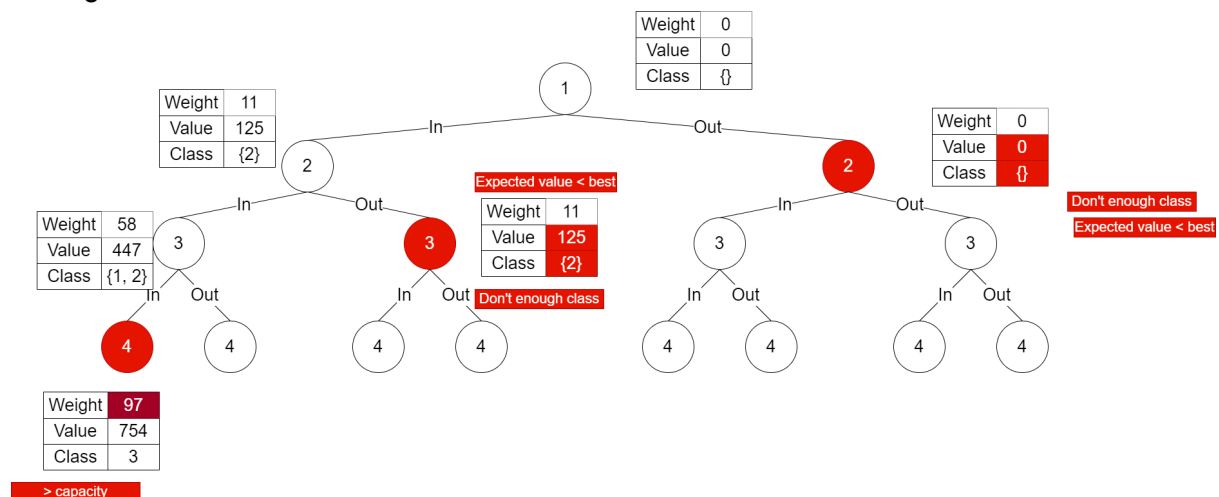 Weight 0
Value 0
Class {}
1
In
Out
Weight 11
Value 125
Class {2}
2
2
Weight 0
Value 0
Class {}
Don't enough class
Expected value < best
In
Out
Expected value < best
Weight 11
Value 125
Class {2}
Don't enough class
In
Out
Weight 58
Value 447
Class {1, 2}
3
3
3
3
In
Out
In
Out
In
Out
In
Out
4
4
4
4
4
4
4
4
Weight 97
Value 754
Class 3
> capacity